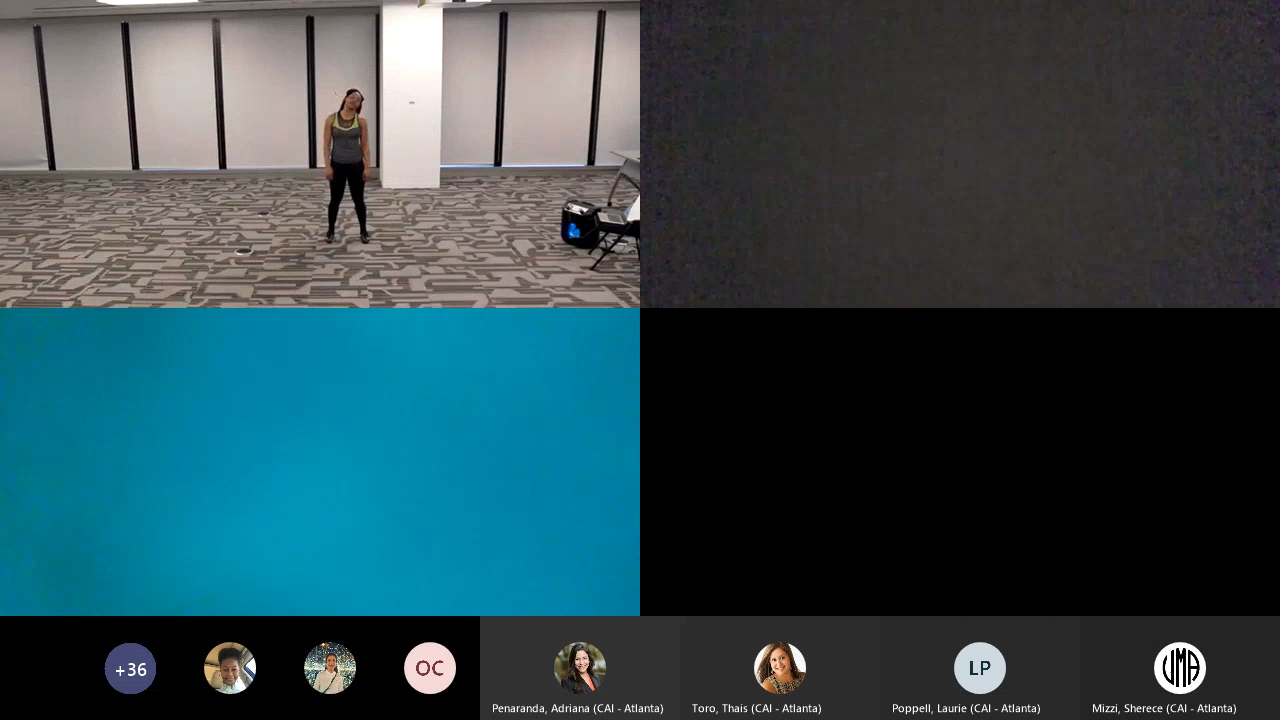 +36
OC
LP
UMA
Penaranda, Adriana (CAI - Atlanta)
Toro, Thais (CAI - Atlanta)
Poppell, Laurie (CAI - Atlanta)
Mizzi, Sherece (CAI - Atlanta)